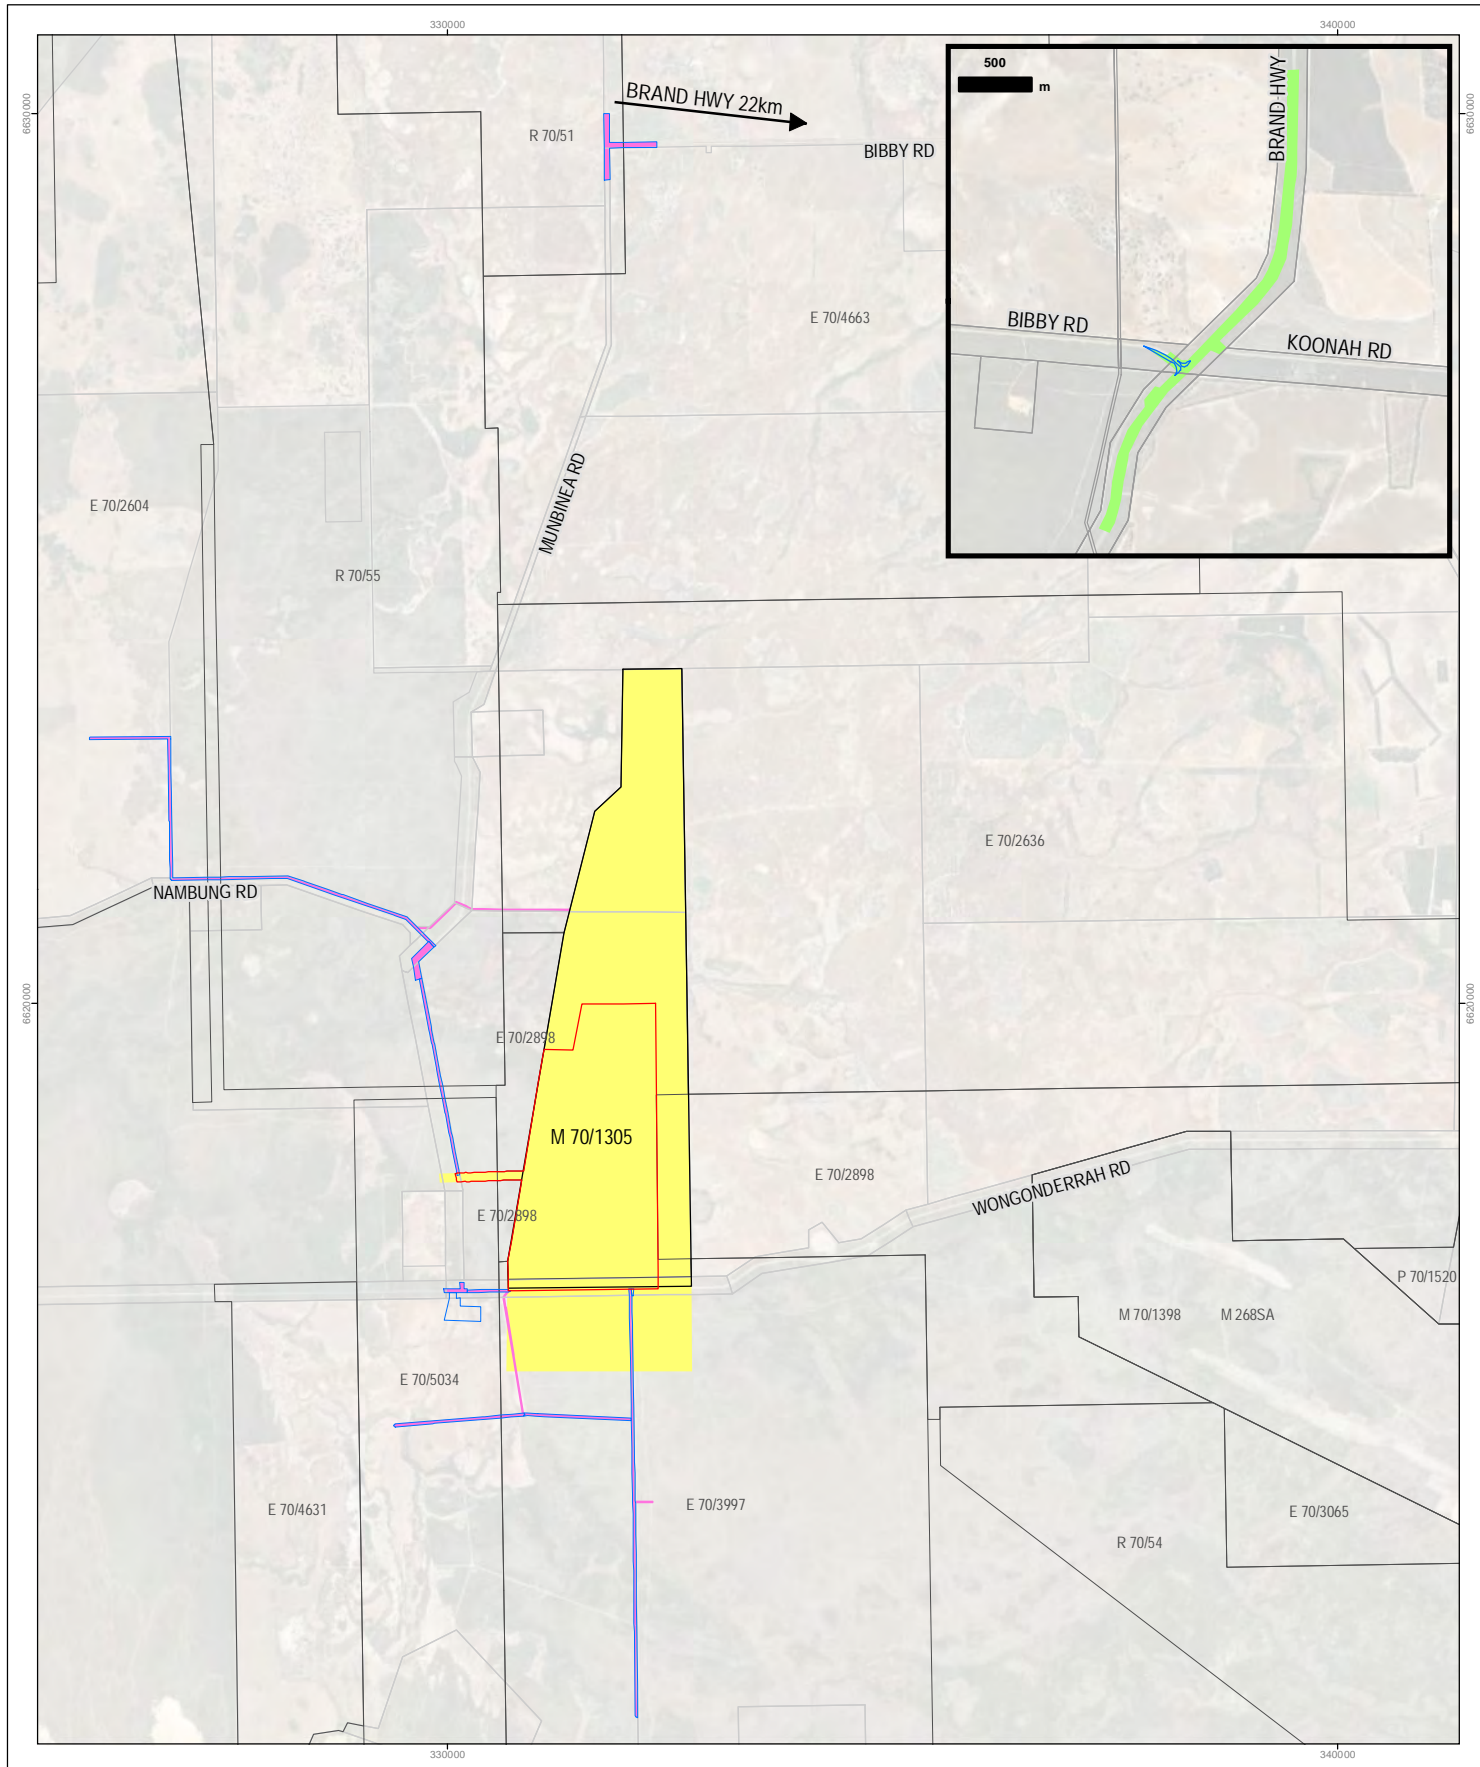 330000
340000
6630000
6630000
500
m
BRAND HWY
BRAND HWY 22km
R 70/51
BIBBY RD
BIBBY RD
KOONAH RD
E 70/4663
MUNBINEA RD
E 70/2604
R 70/55
E 70/2636
NAMBUNG RD
6620000
6620000
E 70/2898
M 70/1305
E 70/2898
WONGONDERRAH RD
E 70/2898
P 70/1520
M 70/1398
M 268SA
E 70/5034
E 70/4631
E 70/3997
E 70/3065
R 70/54
330000
340000